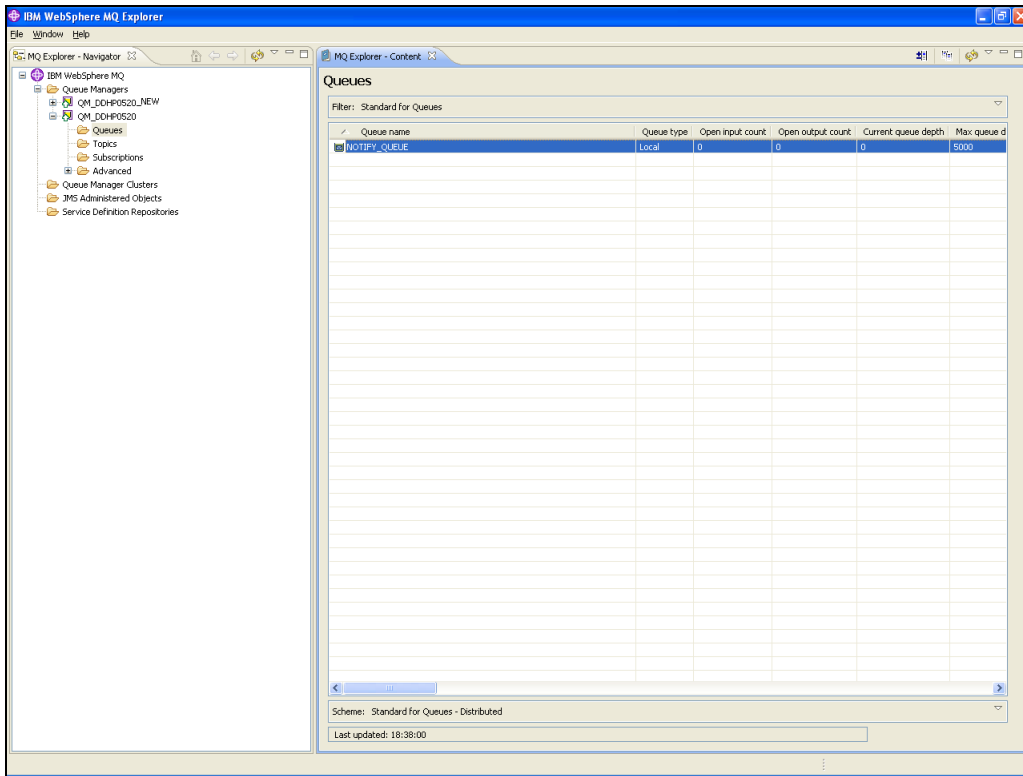 IBM WebSphere MQ Explorer
File Window Help
MQ Explorer - Navigator
IBM WebSphere MQ
Queue Managers
QM_DDHP0520_NEW
QM_DDHP0520
Queues
Topics
Subscriptions
Advanced
Queue Manager Clusters
JMS Administered Objects
Service Definition Repositories
MQ Explorer - Content
Queues
Filter: Standard for Queues
Queue name Queue type Open input count Open output count Current queue depth Max queue d
NOTIFY_QUEUE Local 0 0 0 5000
Scheme: Standard for Queues - Distributed
Last updated: 18:38:00